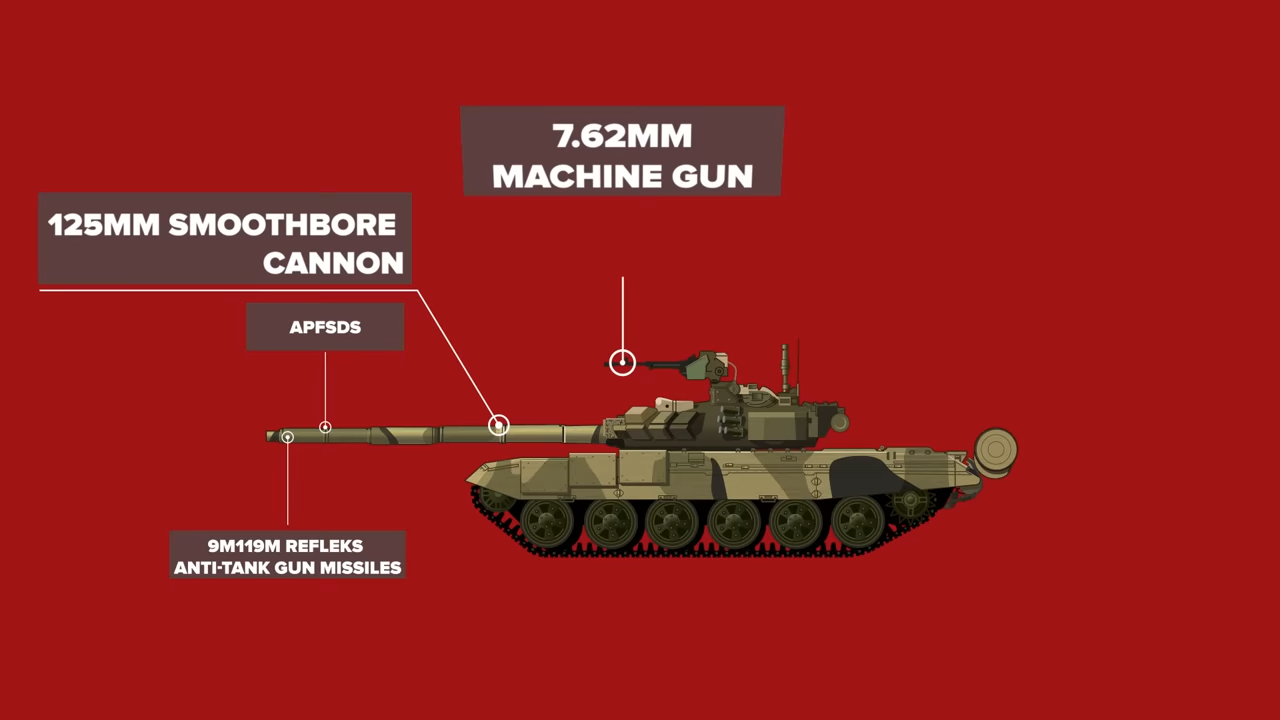 7.62MM
MACHINE GUN
125MM SMOOTHBORE
CANNON
APFSDS
9M119M REFLEKS
ANTI-TANK GUN MISSILES